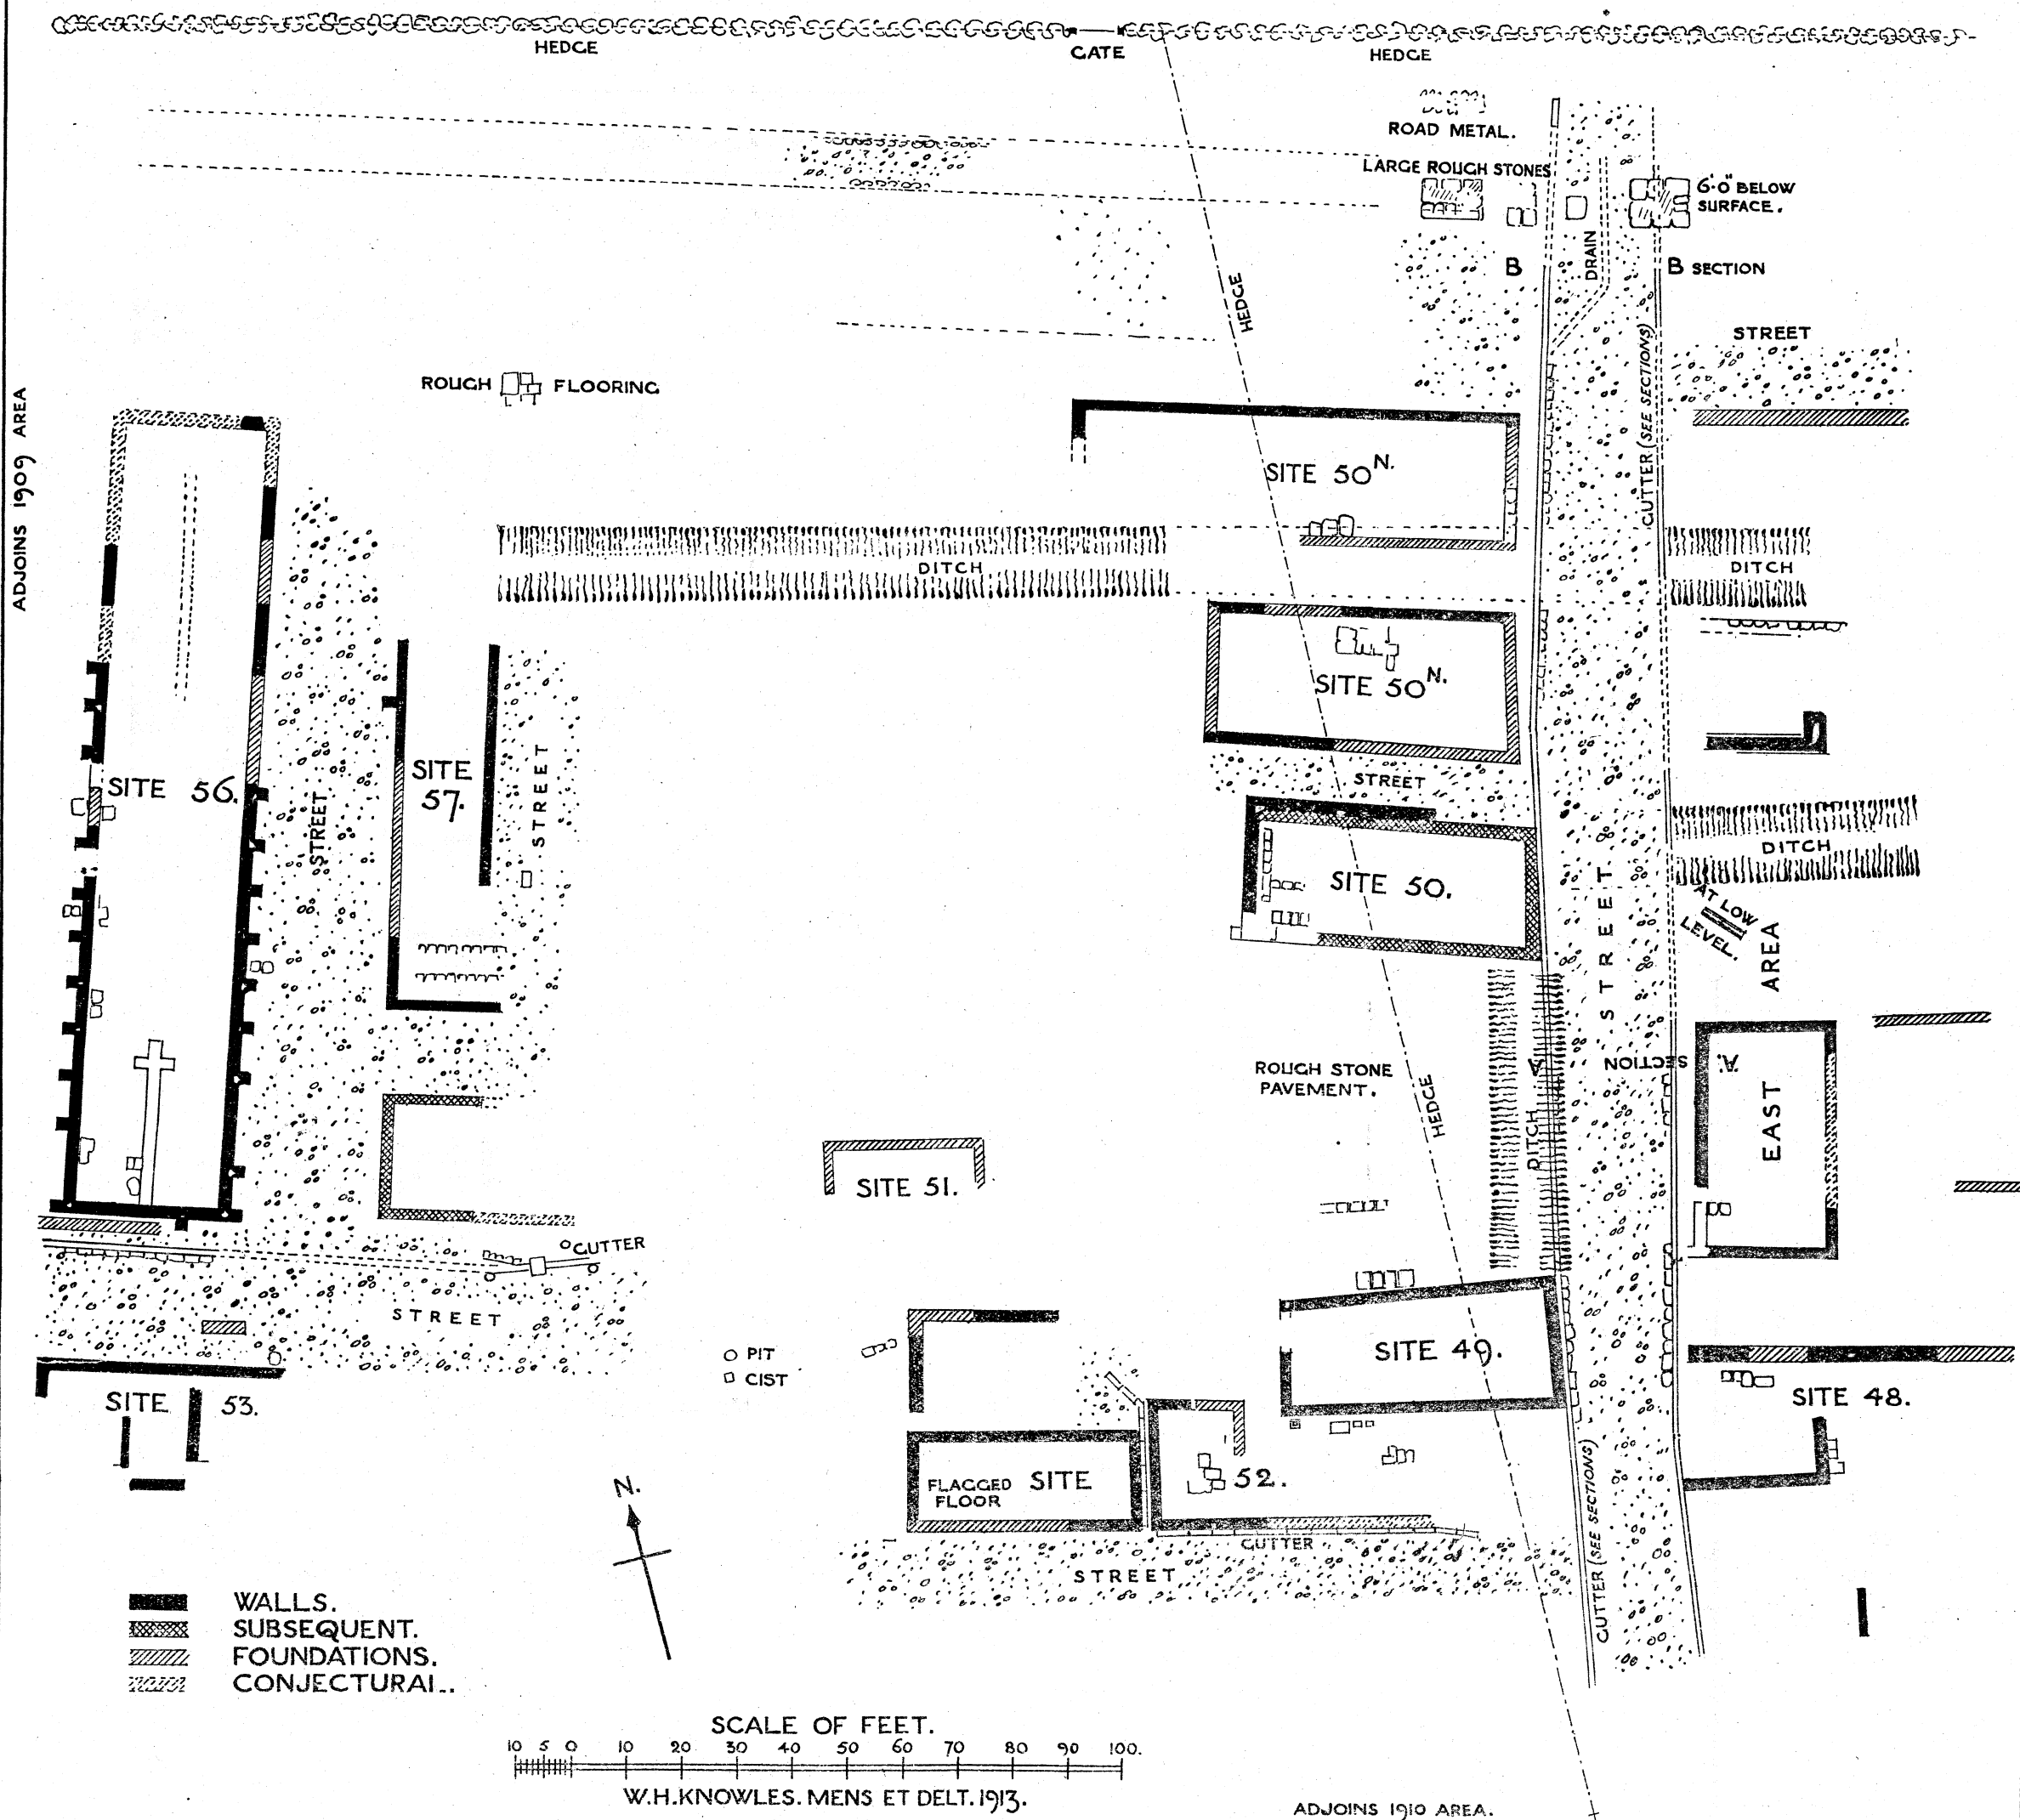 HEDGE
GATE
HEDGE
ROAD METAL.
LARGE ROUGH STONES
6'·0" BELOW
SURFACE.
B
DRAIN
B SECTION
HEDGE
STREET
GUTTER (SEE SECTIONS)
ROUGH FLOORING
ADJOINS 1909 AREA
SITE 50N.
DITCH
DITCH
SITE 50N.
SITE 56.
STREET
SITE
57.
STREET
STREET
DITCH
SITE 50.
STREET
AT LOW
LEVEL.
EAST AREA
ROUGH STONE
PAVEMENT.
HEDGE
DITCH
A
SECTION
A.
SITE 51.
GUTTER
STREET
PIT
CIST
SITE 49.
SITE 48.
SITE 53.
FLAGGED
FLOOR
SITE 52.
GUTTER
STREET
GUTTER (SEE SECTIONS)
N.
WALLS.
SUBSEQUENT.
FOUNDATIONS.
CONJECTURAL.
SCALE OF FEET.
10 5 0 10 20 30 40 50 60 70 80 90 100.
W.H.KNOWLES. MENS ET DELT. 1913.
ADJOINS 1910 AREA.